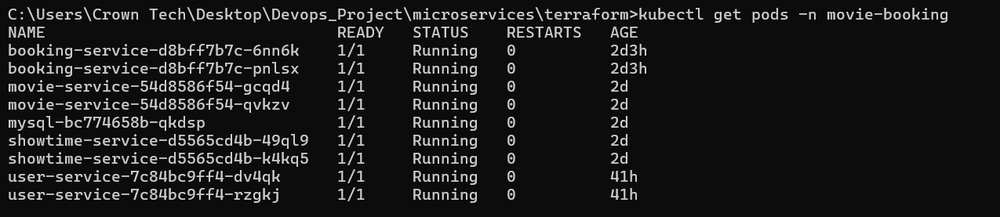 C:\Users\Crown Tech\Desktop\Devops_Project\microservices\terraform>kubectl get pods -n movie-booking
NAME                               READY   STATUS    RESTARTS   AGE
booking-service-d8bff7b7c-6nn6k    1/1     Running   0          2d3h
booking-service-d8bff7b7c-pnlsx    1/1     Running   0          2d3h
movie-service-54d8586f54-gcqd4     1/1     Running   0          2d
movie-service-54d8586f54-qvkzv     1/1     Running   0          2d
mysql-bc774658b-qkdsp              1/1     Running   0          2d
showtime-service-d5565cd4b-49ql9   1/1     Running   0          2d
showtime-service-d5565cd4b-k4kq5   1/1     Running   0          2d
user-service-7c84bc9ff4-dv4qk      1/1     Running   0          41h
user-service-7c84bc9ff4-rzgkj      1/1     Running   0          41h